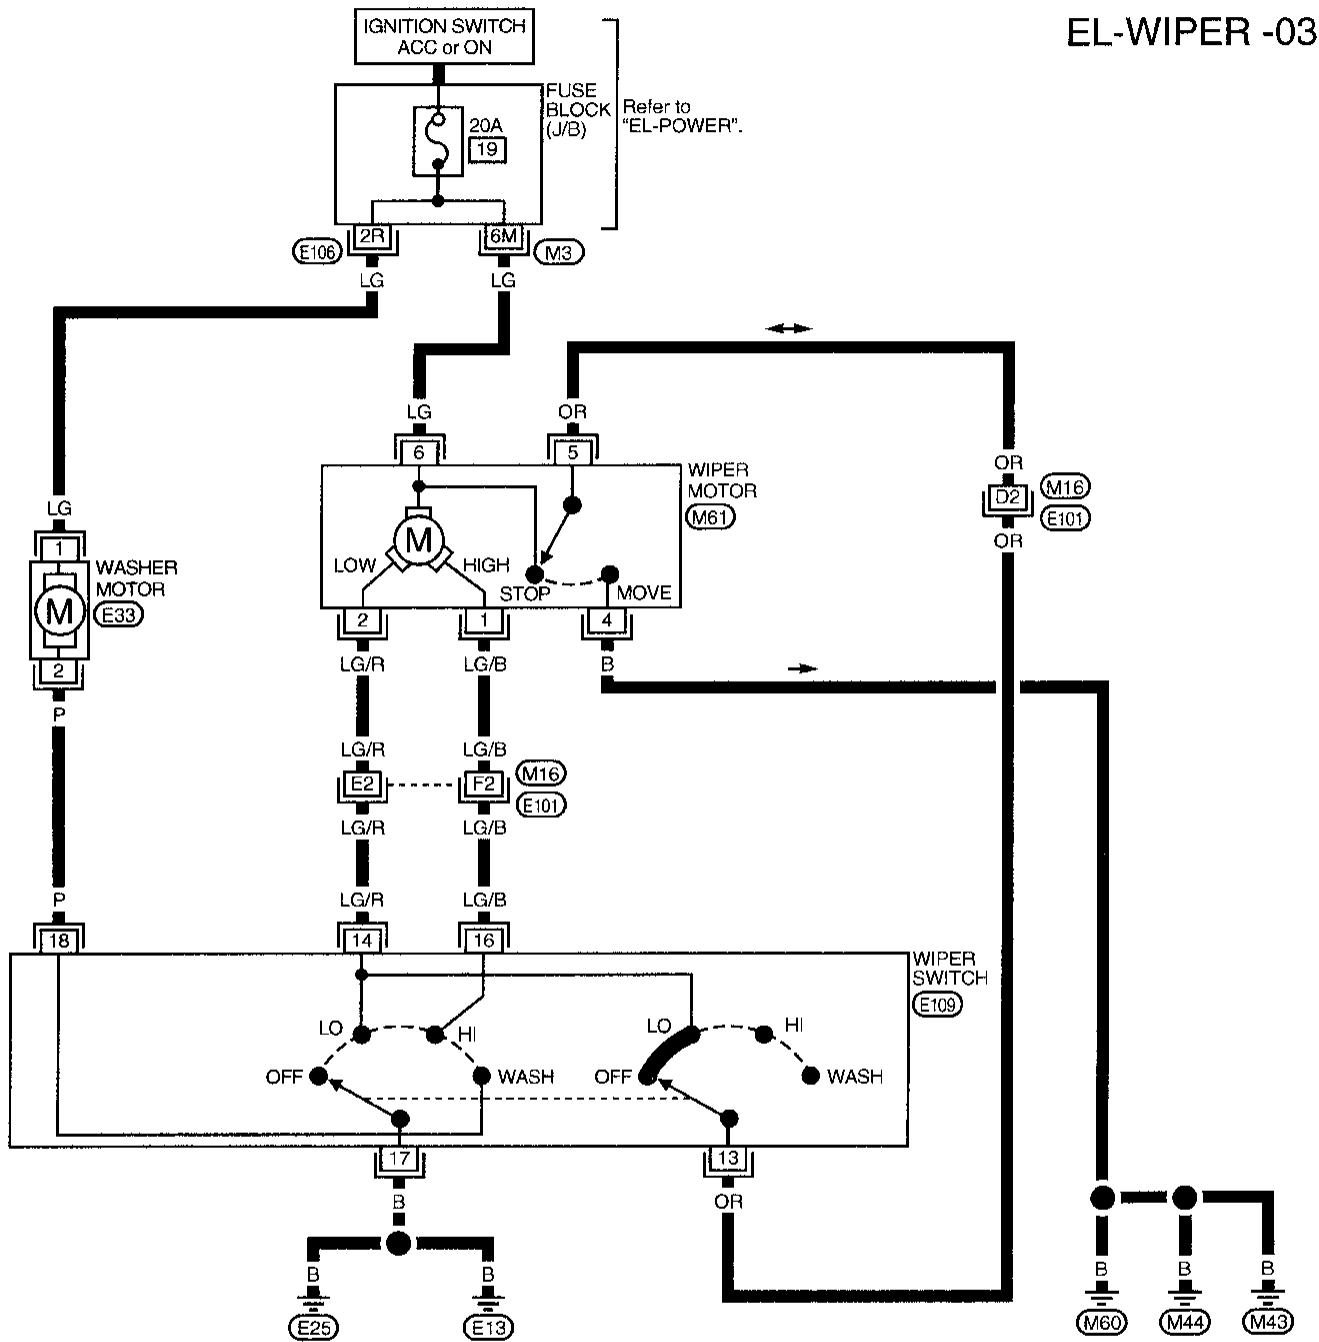 EL-WIPER -03
IGNITION SWITCH
ACC or ON
FUSE
BLOCK
(J/B)
Refer to
"EL-POWER".
20A
19
2R
6M
E106
M3
LG
LG
LG
OR
6
5
WIPER
MOTOR
M61
OR
D2
M16
E101
OR
LG
1
WASHER
MOTOR
E33
M
2
P
M
LOW
HIGH
STOP
MOVE
2
1
4
LG/R
LG/B
B
LG/R
LG/B
E2
F2
M16
E101
LG/R
LG/B
P
LG/R
LG/B
18
14
16
WIPER
SWITCH
E109
LO
HI
OFF
WASH
LO
HI
OFF
WASH
17
13
B
OR
B
B
E25
E13
B
B
B
M60
M44
M43